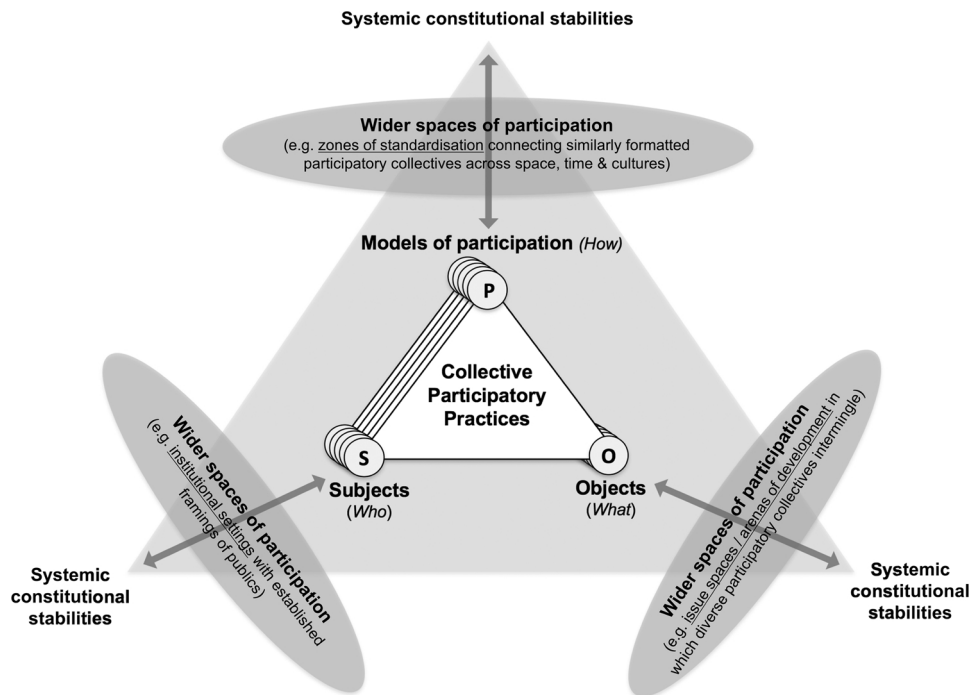 Systemic constitutional stabilities
Wider spaces of participation
(e.g. zones of standardisation connecting similarly formatted
participatory collectives across space, time & cultures)
Models of participation (How)
P
Collective
Participatory
Practices
S
O
Subjects
(Who)
Objects
(What)
Wider spaces of participation
(e.g. institutional settings with established
framings of publics)
Wider spaces of participation
(e.g. issue spaces / arenas of development in
which diverse participatory collectives intermingle)
Systemic
constitutional
stabilities
Systemic
constitutional
stabilities